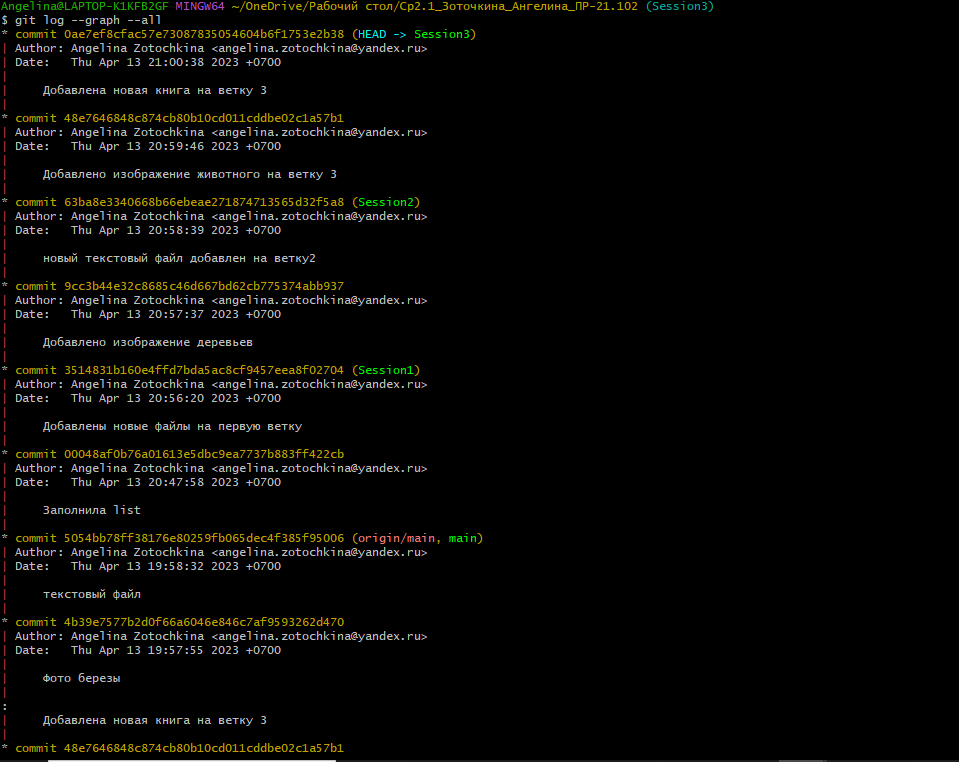 Angelina@LAPTOP-K1KFB2GF MINGW64 ~/OneDrive/Рабочий стол/Ср2.1_Зоточкина_Ангелина_ПР-21.102 (Session3)
$ git log --graph --all
* commit 0ae7ef8cfac57e73087835054604b6f1753e2b38 (HEAD -> Session3)
| Author: Angelina Zotochkina <angelina.zotochkina@yandex.ru>
| Date:   Thu Apr 13 21:00:38 2023 +0700
|
|     Добавлена новая книга на ветку 3
|
* commit 48e7646848c874cb80b10cd011cddbe02c1a57b1
| Author: Angelina Zotochkina <angelina.zotochkina@yandex.ru>
| Date:   Thu Apr 13 20:59:46 2023 +0700
|
|     Добавлено изображение животного на ветку 3
|
* commit 63ba8e3340668b66ebeae271874713565d32f5a8 (Session2)
| Author: Angelina Zotochkina <angelina.zotochkina@yandex.ru>
| Date:   Thu Apr 13 20:58:39 2023 +0700
|
|     новый текстовый файл добавлен на ветку2
|
* commit 9cc3b44e32c8685c46d667bd62cb775374abb937
| Author: Angelina Zotochkina <angelina.zotochkina@yandex.ru>
| Date:   Thu Apr 13 20:57:37 2023 +0700
|
|     Добавлено изображение деревьев
|
* commit 3514831b160e4ffd7bda5ac8cf9457eea8f02704 (Session1)
| Author: Angelina Zotochkina <angelina.zotochkina@yandex.ru>
| Date:   Thu Apr 13 20:56:20 2023 +0700
|
|     Добавлены новые файлы на первую ветку
|
* commit 00048af0b76a01613e5dbc9ea7737b883ff422cb
| Author: Angelina Zotochkina <angelina.zotochkina@yandex.ru>
| Date:   Thu Apr 13 20:47:58 2023 +0700
|
|     Заполнила list
|
* commit 5054bb78ff38176e80259fb065dec4f385f95006 (origin/main, main)
| Author: Angelina Zotochkina <angelina.zotochkina@yandex.ru>
| Date:   Thu Apr 13 19:58:32 2023 +0700
|
|     текстовый файл
|
* commit 4b39e7577b2d0f66a6046e846c7af9593262d470
| Author: Angelina Zotochkina <angelina.zotochkina@yandex.ru>
| Date:   Thu Apr 13 19:57:55 2023 +0700
|
|     Фото березы
|
:
|     Добавлена новая книга на ветку 3
|
* commit 48e7646848c874cb80b10cd011cddbe02c1a57b1